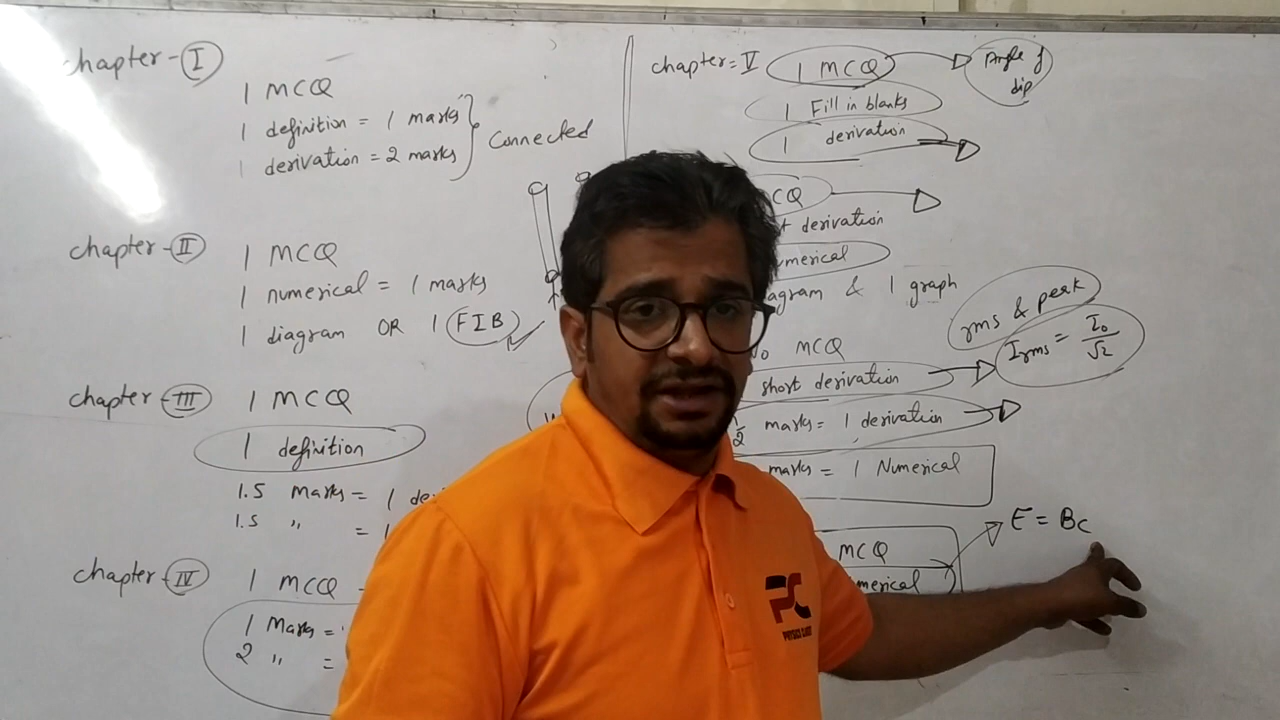 chapter - I
1 MCQ
1 definition = 1 marks
1 derivation = 2 marks
Connected
chapter - II
1 MCQ
1 numerical = 1 marks
1 diagram OR 1 FIB
chapter - III
1 MCQ
1 definition
1.5 Marks = 1
1.5 " = 1
chapter - IV
1 MCQ
1 Marks =
2 " =
chapter = V 1 MCQ
Angle of
dip
1 Fill in blanks
1 derivation
derivation
& 1 graph
rms & peak
Irms = I₀/√2
MCQ
short derivation
marks = 1 derivation
marks = 1 Numerical
MCQ
E = Bc
PC
PHYSICS CLASS